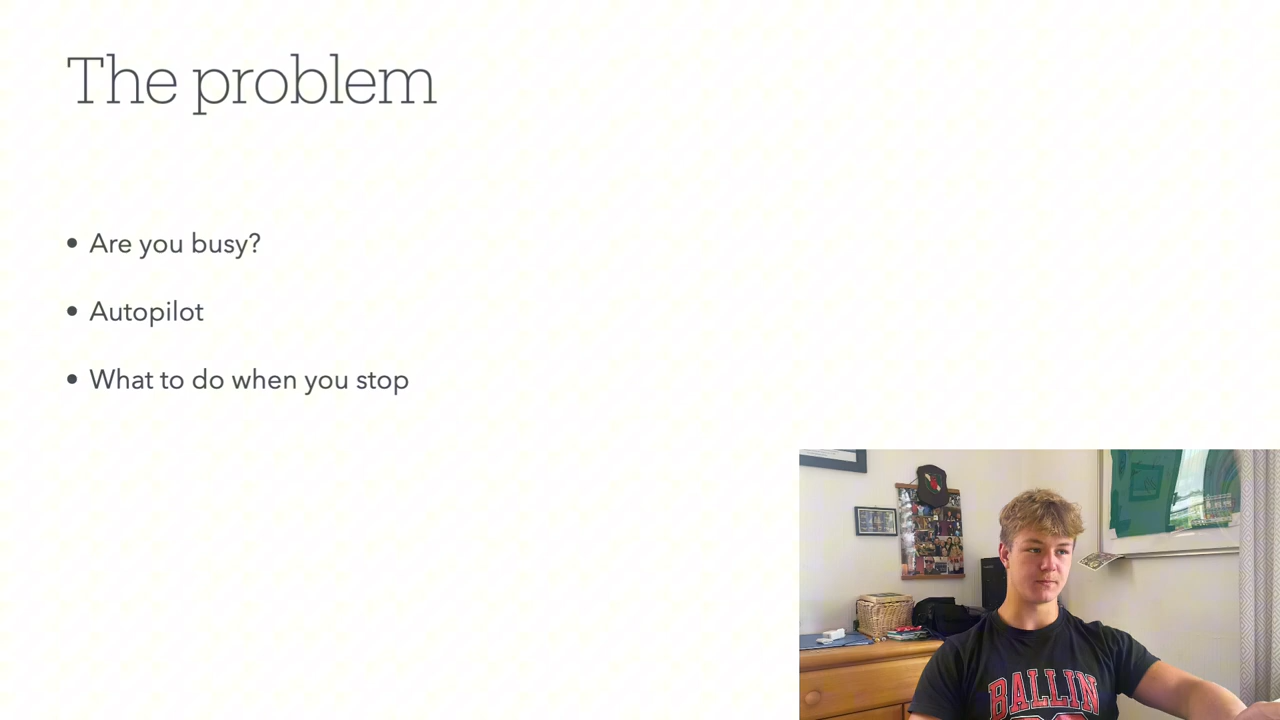 The problem
• Are you busy?
• Autopilot
• What to do when you stop
BALLIN